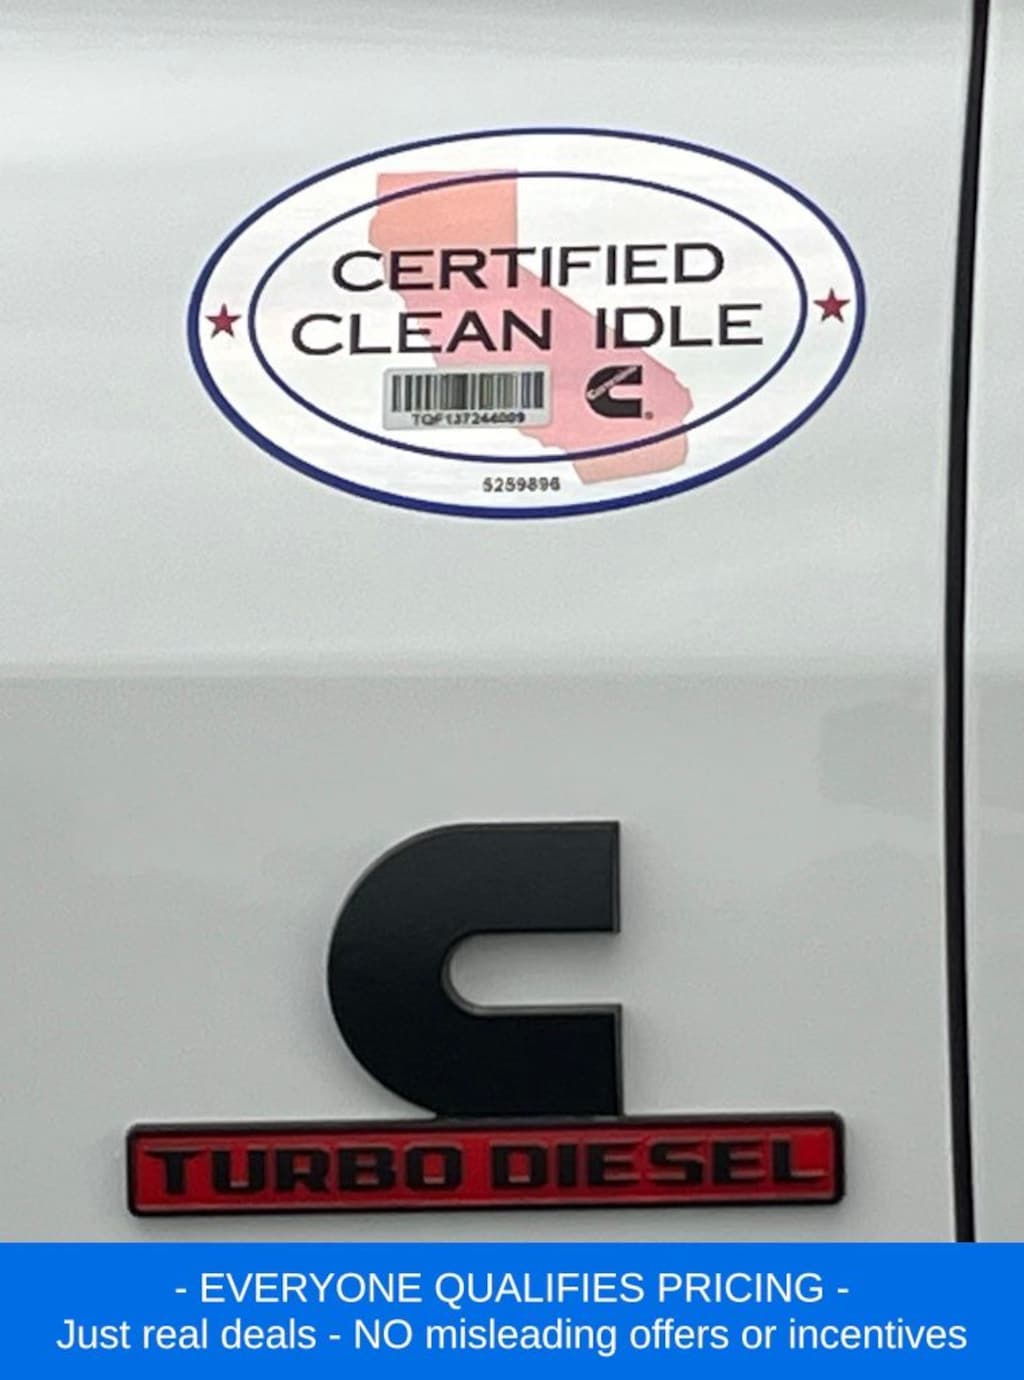 CERTIFIED
CLEAN IDLE
5259896
TURBO DIESEL
- EVERYONE QUALIFIES PRICING -
Just real deals - NO misleading offers or incentives